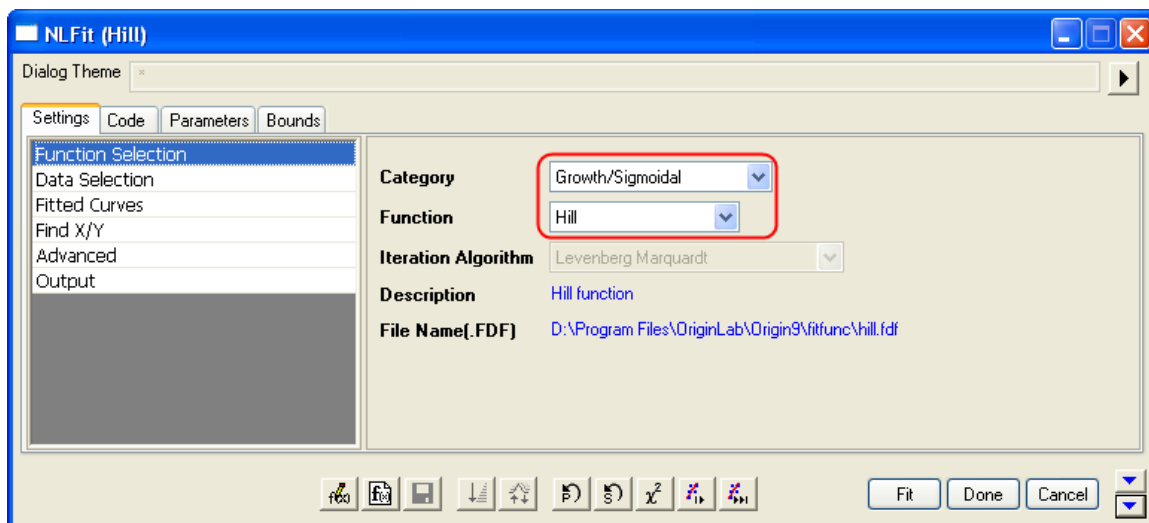 NLFit (Hill)
Dialog Theme *
Settings Code Parameters Bounds
Function Selection
Data Selection
Fitted Curves
Find X/Y
Advanced
Output
Category Growth/Sigmoidal
Function Hill
Iteration Algorithm Levenberg Marquardt
Description Hill function
File Name(.FDF) D:\Program Files\OriginLab\Origin9\fitfunc\hill.fdf
Fit Done Cancel